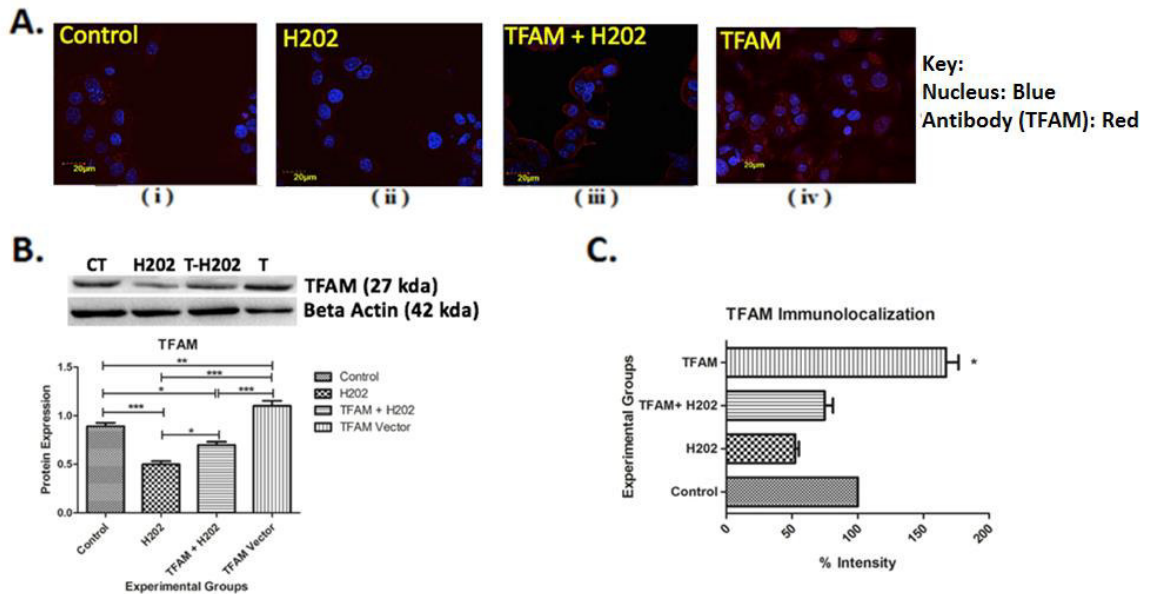 A.
Control
H202
TFAM + H202
TFAM
20µm
20µm
20µm
20µm
( i )
( ii )
( iii )
( iv )
Key:
Nucleus: Blue
Antibody (TFAM): Red
B.
CT H202 T-H202 T
TFAM (27 kda)
Beta Actin (42 kda)
TFAM
**
***
*
***
***
*
1.5
1.0
0.5
0.0
Protein Expression
Control
H202
TFAM + H202
TFAM Vector
Experimental Groups
Control
H202
TFAM + H202
TFAM Vector
C.
TFAM Immunolocalization
Experimental Groups
TFAM
*
TFAM+ H202
H202
Control
0 50 100 150 200
% Intensity